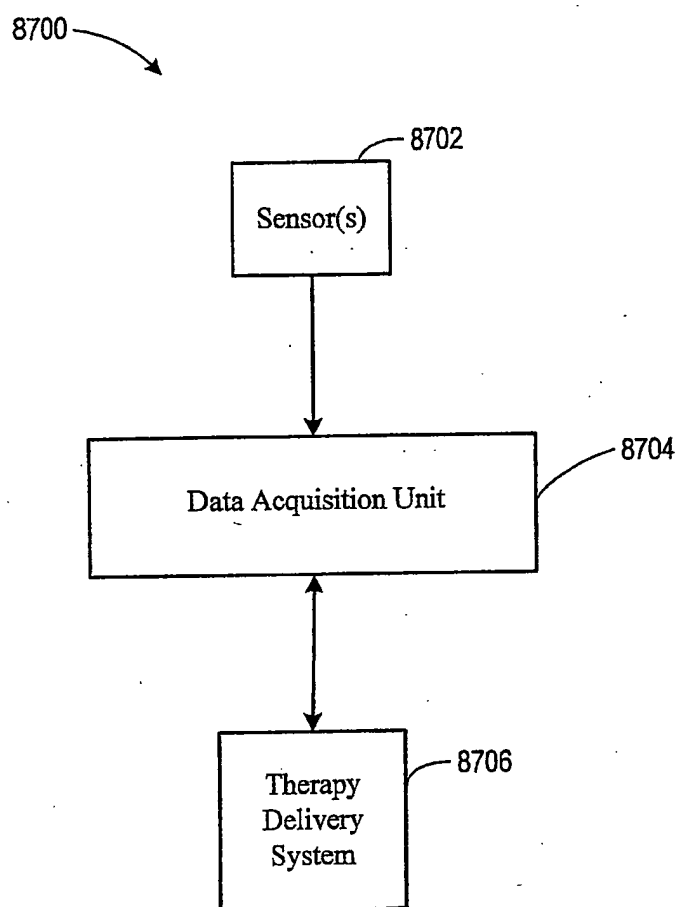 8700
8702
Sensor(s)
8704
Data Acquisition Unit
8706
Therapy
Delivery
System